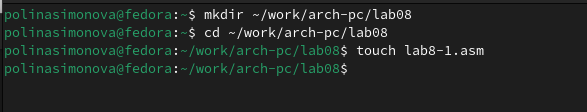 polinasimonova@fedora:~$ mkdir ~/work/arch-pc/lab08
polinasimonova@fedora:~$ cd ~/work/arch-pc/lab08
polinasimonova@fedora:~/work/arch-pc/lab08$ touch lab8-1.asm
polinasimonova@fedora:~/work/arch-pc/lab08$